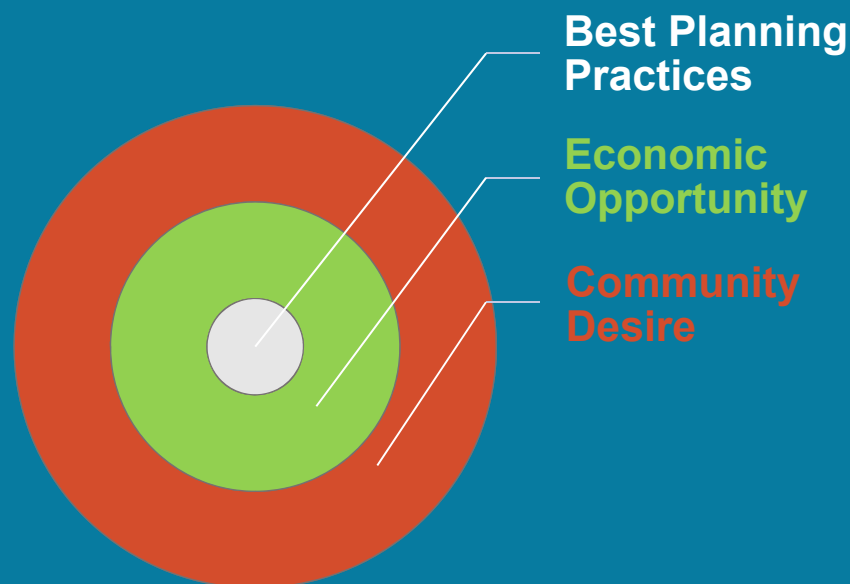 Best Planning
Practices
Economic
Opportunity
Community
Desire